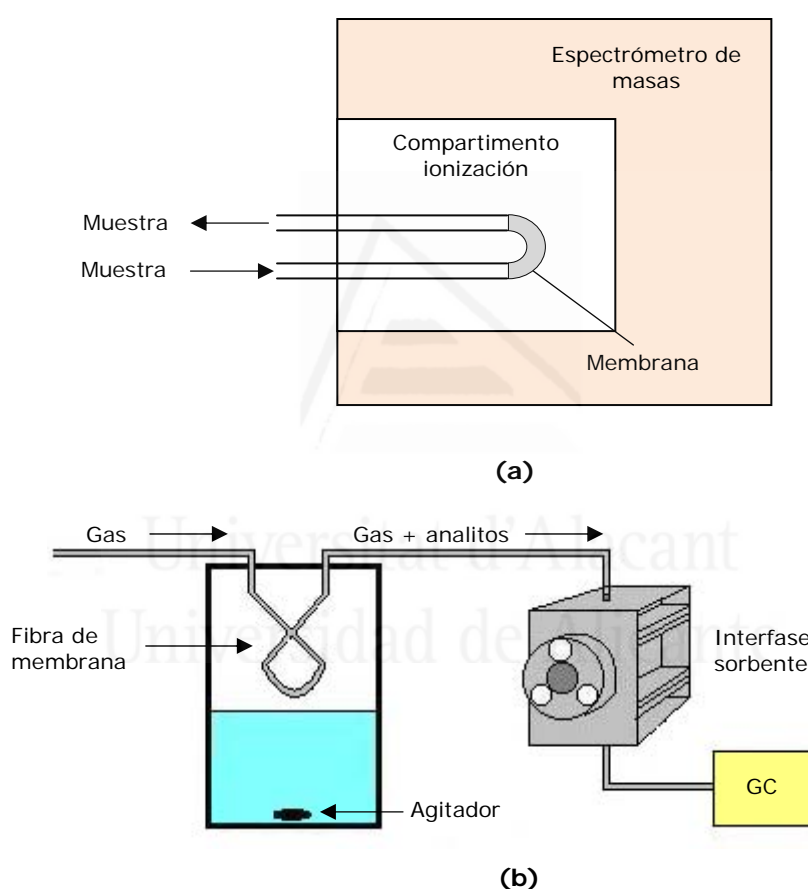 Espectrómetro de
masas
Compartimento
ionización
Muestra
Muestra
Membrana
(a)
Gas
Gas + analitos
Universitat d'Alacant
Universidad de Alicante
Fibra de
membrana
Interfase
sorbente
GC
Agitador
(b)